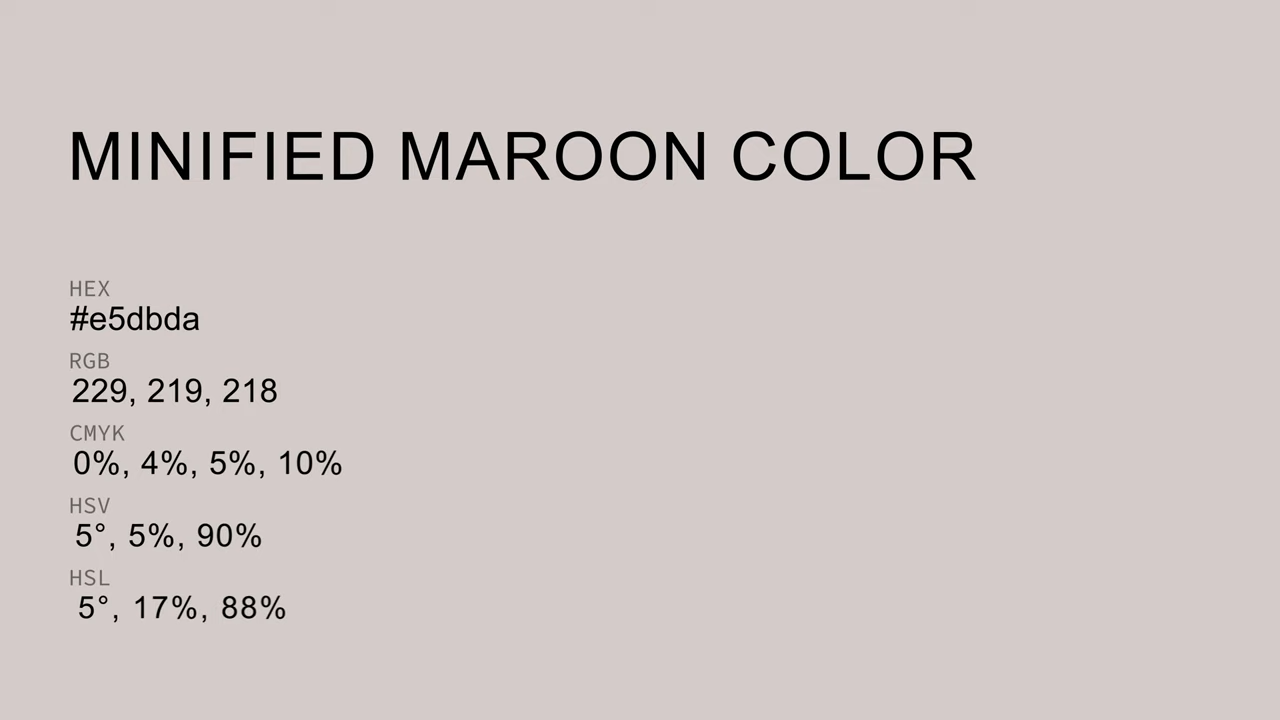 MINIFIED MAROON COLOR
HEX
#e5dbda
RGB
229, 219, 218
CMYK
0%, 4%, 5%, 10%
HSV
5°, 5%, 90%
HSL
5°, 17%, 88%